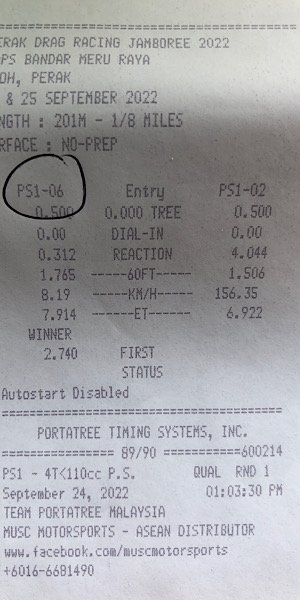 ERAK DRAG RACING JAMBOREE 2022
PS BANDAR MERU RAYA
OH, PERAK
& 25 SEPTEMBER 2022
NGTH : 201M - 1/8 MILES
RFACE : NO-PREP
PS1-06 Entry PS1-02
0.500 0.000 TREE 0.500
0.00 DIAL-IN 0.00
0.312 REACTION 4.044
1.765 -----60FT----- 1.506
8.19 -----KM/H----- 156.35
7.914 ------ET------ 6.922
WINNER
2.740 FIRST
STATUS
Autostart Disabled
PORTATREE TIMING SYSTEMS, INC.
================ 89/90 ===========600214
PS1 - 4T<110cc P.S. QUAL RND 1
September 24, 2022 01:03:30 PM
TEAM PORTATREE MALAYSIA
MUSC MOTORSPORTS - ASEAN DISTRIBUTOR
www.facebook.com/muscmotorsports
+6016-6681490